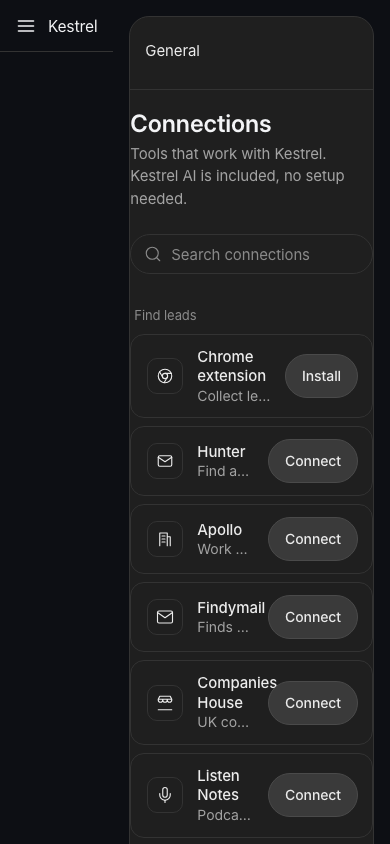 Kestrel
General
Connections
Tools that work with Kestrel.
Kestrel AI is included, no setup
needed.
Search connections
Find leads
Chrome
extension
Collect le...
Install
Hunter
Find a...
Connect
Apollo
Work ...
Connect
Findymail
Finds ...
Connect
Companies
House
UK co...
Connect
Listen
Notes
Podca...
Connect